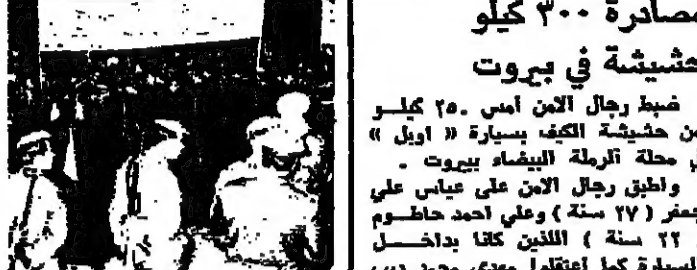 مصادرة ٣٠٠ كيلو
حشيشة في بيروت
ضبط رجال الامن أمس ٢٥٠ كيلو
من حشيشة الكيف بسيارة « اوبل »
في محلة الرملة البيضاء بيروت .
واطبق رجال الامن على عباس علي
جعفر ( ٢٧ سنة ) وعلي احمد حاطوم
( ٢٢ سنة ) اللذين كانا بداخل
السيارة كما اعتقلوا